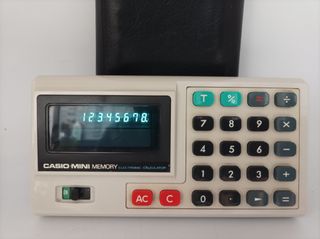 12345678.
CASIO-MINI MEMORY ELECTRONIC CALCULATOR
T %
÷
7 8 9 ×
4 5 6 −
1 2 3 +
AC C 0 · =